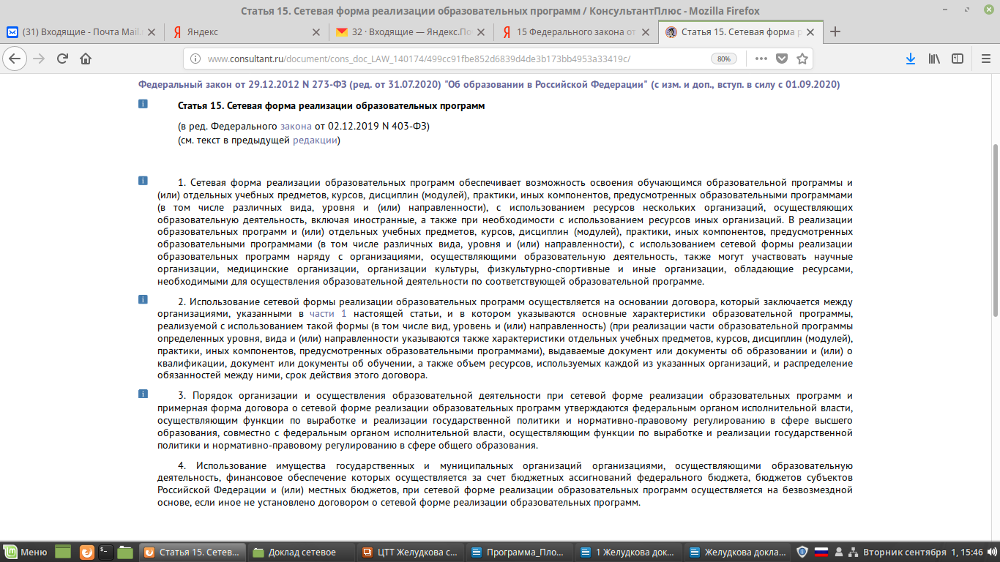 Статья 15. Сетевая форма реализации образовательных программ / КонсультантПлюс - Mozilla Firefox
(31) Входящие - Почта Mail.
Яндекс
32 · Входящие — Яндекс.По
15 Федерального закона от
Статья 15. Сетевая форма р
www.consultant.ru/document/cons_doc_LAW_140174/499cc91fbe852d6839d4de3b173bb4953a33419c/
80%
Федеральный закон от 29.12.2012 N 273-ФЗ (ред. от 31.07.2020) "Об образовании в Российской Федерации" (с изм. и доп., вступ. в силу с 01.09.2020)
Статья 15. Сетевая форма реализации образовательных программ
(в ред. Федерального закона от 02.12.2019 N 403-ФЗ)
(см. текст в предыдущей редакции)
1. Сетевая форма реализации образовательных программ обеспечивает возможность освоения обучающимся образовательной программы и
(или) отдельных учебных предметов, курсов, дисциплин (модулей), практики, иных компонентов, предусмотренных образовательными программами
(в том числе различных вида, уровня и (или) направленности), с использованием ресурсов нескольких организаций, осуществляющих
образовательную деятельность, включая иностранные, а также при необходимости с использованием ресурсов иных организаций. В реализации
образовательных программ и (или) отдельных учебных предметов, курсов, дисциплин (модулей), практики, иных компонентов, предусмотренных
образовательными программами (в том числе различных вида, уровня и (или) направленности), с использованием сетевой формы реализации
образовательных программ наряду с организациями, осуществляющими образовательную деятельность, также могут участвовать научные
организации, медицинские организации, организации культуры, физкультурно-спортивные и иные организации, обладающие ресурсами,
необходимыми для осуществления образовательной деятельности по соответствующей образовательной программе.
2. Использование сетевой формы реализации образовательных программ осуществляется на основании договора, который заключается между
организациями, указанными в части 1 настоящей статьи, и в котором указываются основные характеристики образовательной программы,
реализуемой с использованием такой формы (в том числе вид, уровень и (или) направленность) (при реализации части образовательной программы
определенных уровня, вида и (или) направленности указываются также характеристики отдельных учебных предметов, курсов, дисциплин (модулей),
практики, иных компонентов, предусмотренных образовательными программами), выдаваемые документ или документы об образовании и (или) о
квалификации, документ или документы об обучении, а также объем ресурсов, используемых каждой из указанных организаций, и распределение
обязанностей между ними, срок действия этого договора.
3. Порядок организации и осуществления образовательной деятельности при сетевой форме реализации образовательных программ и
примерная форма договора о сетевой форме реализации образовательных программ утверждаются федеральным органом исполнительной власти,
осуществляющим функции по выработке и реализации государственной политики и нормативно-правовому регулированию в сфере высшего
образования, совместно с федеральным органом исполнительной власти, осуществляющим функции по выработке и реализации государственной
политики и нормативно-правовому регулированию в сфере общего образования.
4. Использование имущества государственных и муниципальных организаций организациями, осуществляющими образовательную
деятельность, финансовое обеспечение которых осуществляется за счет бюджетных ассигнований федерального бюджета, бюджетов субъектов
Российской Федерации и (или) местных бюджетов, при сетевой форме реализации образовательных программ осуществляется на безвозмездной
основе, если иное не установлено договором о сетевой форме реализации образовательных программ.
Меню
Статья 15. Сетев...
Доклад сетевое
ЦТТ Желудкова с...
Программа_Пло...
1 Желудкова док...
Желудкова докла...
Вторник сентября 1, 15:46